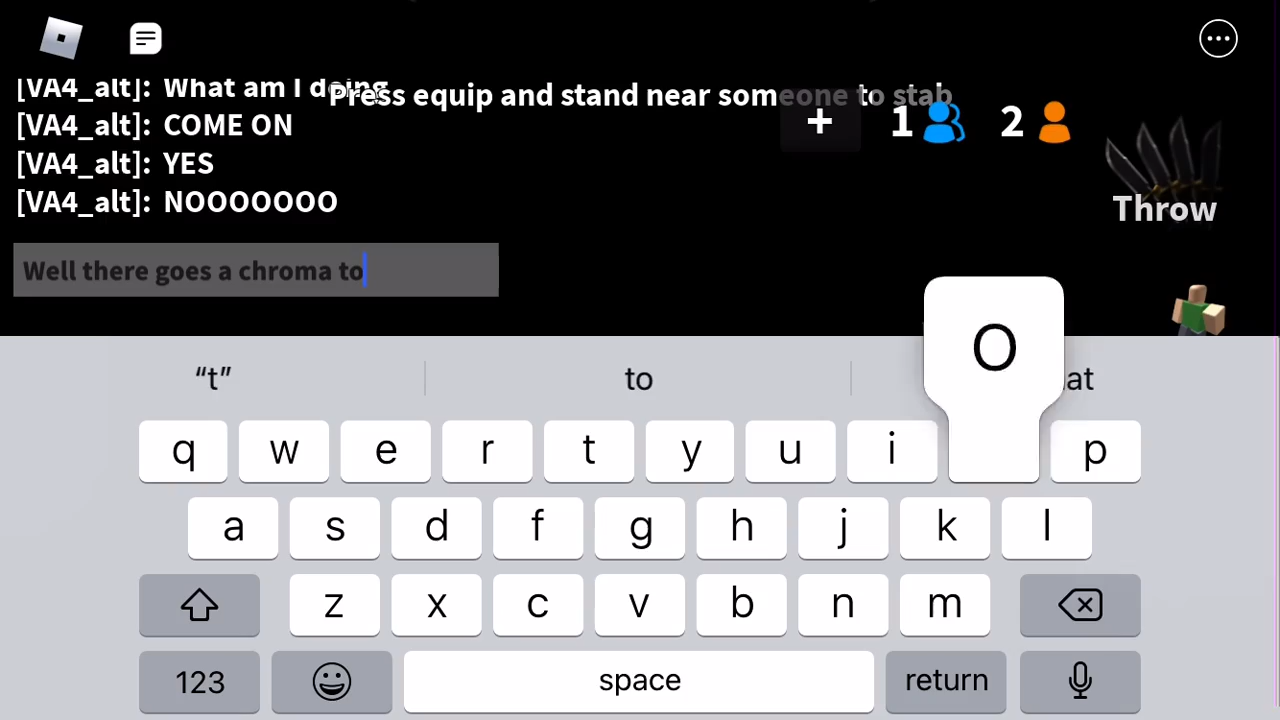 [VA4_alt]: What am I doing
Press equip and stand near someone to stab
[VA4_alt]: COME ON
+
1
2
[VA4_alt]: YES
[VA4_alt]: NOOOOOOO
Throw
Well there goes a chroma to
O
“t”
to
at
q w e r t y u i p
a s d f g h j k l
z x c v b n m
123
space
return